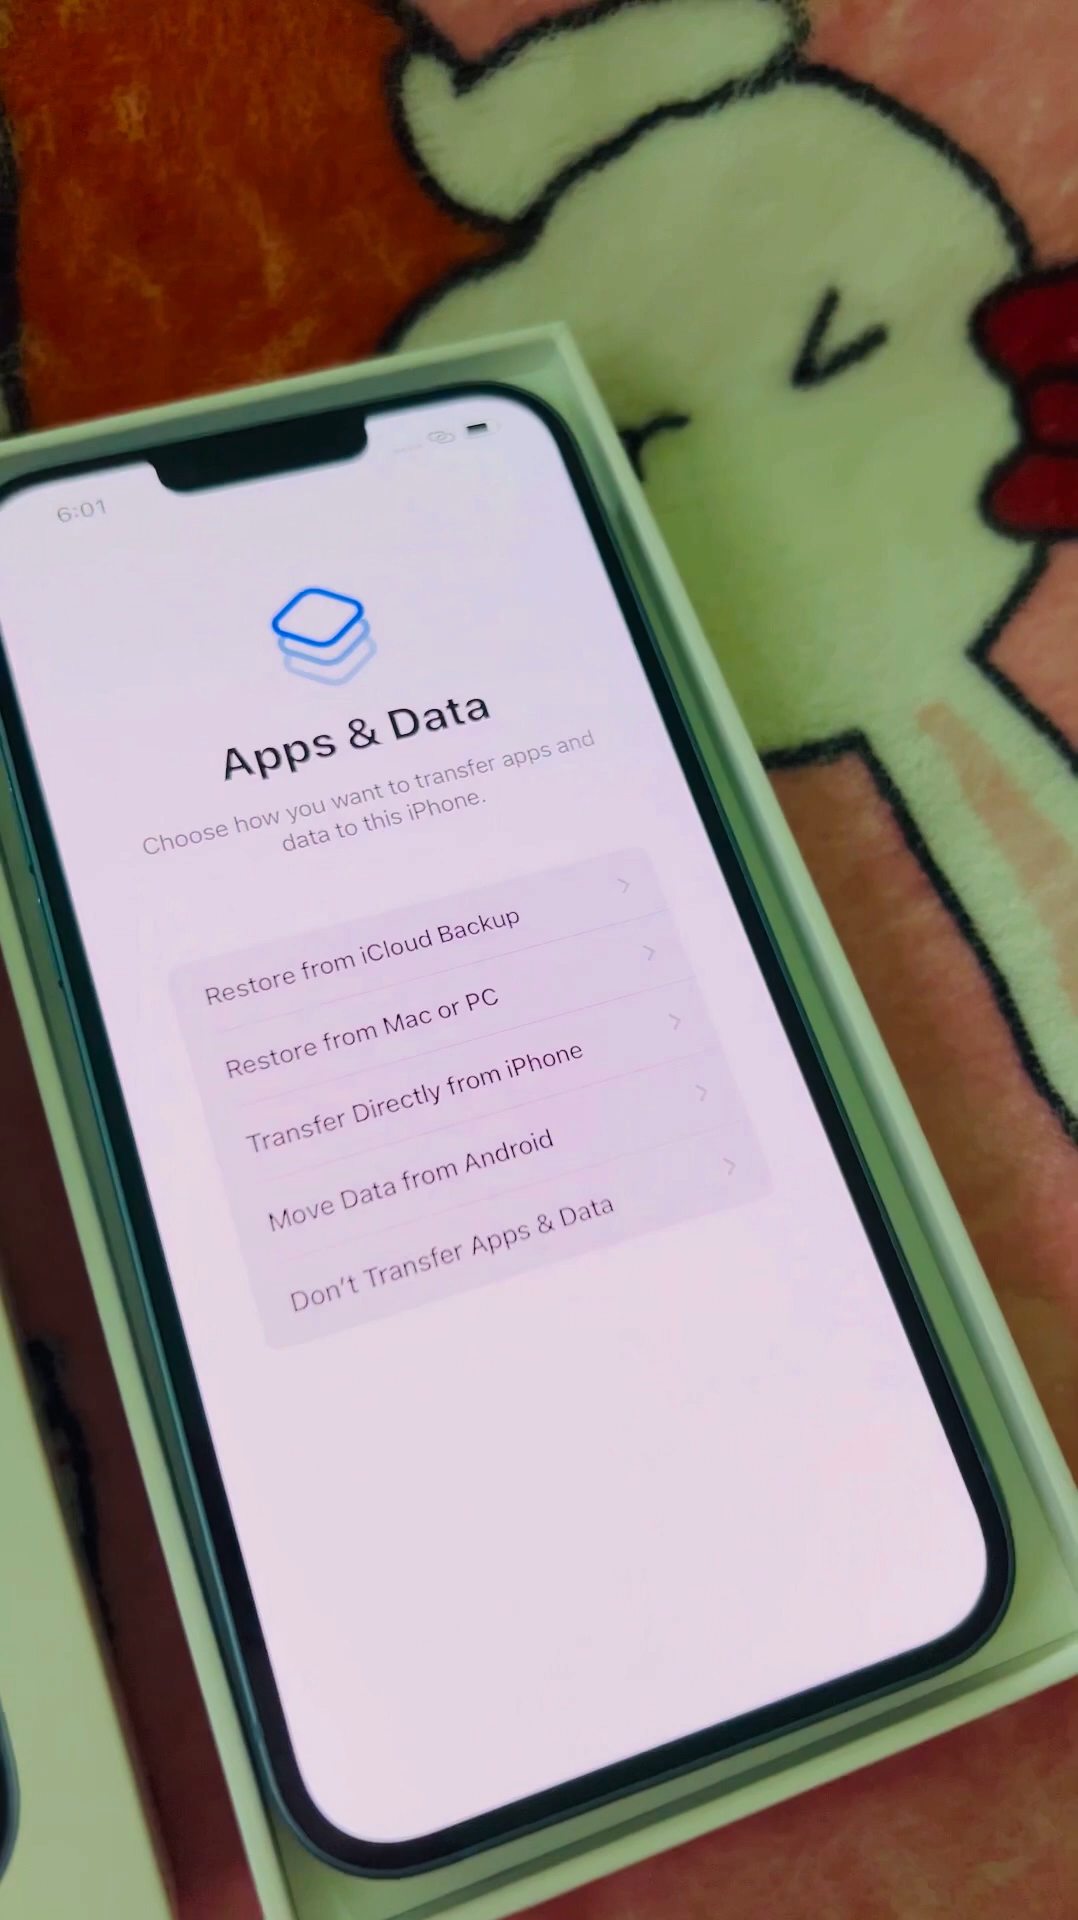 6:01
Apps & Data
Choose how you want to transfer apps and
data to this iPhone.
Restore from iCloud Backup
Restore from Mac or PC
Transfer Directly from iPhone
Move Data from Android
Don't Transfer Apps & Data